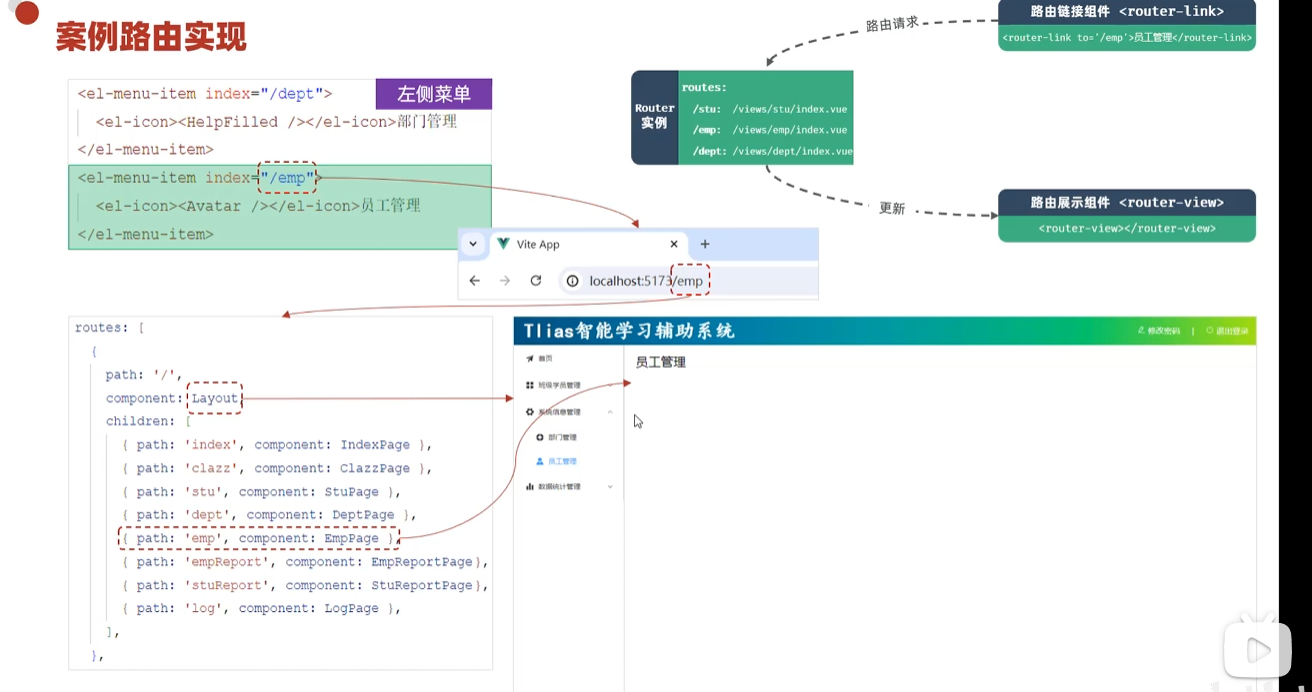 案例路由实现
<el-menu-item index="/dept">
左侧菜单
<el-icon><HelpFilled /></el-icon>部门管理
</el-menu-item>
<el-menu-item index="/emp">
<el-icon><Avatar /></el-icon>员工管理
</el-menu-item>
路由链接组件 <router-link>
<router-link to='/emp'>员工管理</router-link>
路由请求
Router
实例
routes:
/stu: /views/stu/index.vue
/emp: /views/emp/index.vue
/dept: /views/dept/index.vue
更新
路由展示组件 <router-view>
<router-view></router-view>
Vite App
localhost:5173/emp
routes: [
{
path: '/',
component: Layout,
children: [
{ path: 'index', component: IndexPage },
{ path: 'clazz', component: ClazzPage },
{ path: 'stu', component: StuPage },
{ path: 'dept', component: DeptPage },
{ path: 'emp', component: EmpPage },
{ path: 'empReport', component: EmpReportPage},
{ path: 'stuReport', component: StuReportPage},
{ path: 'log', component: LogPage },
],
},
Tlias智能学习辅助系统
修改密码 | 退出登录
首页
班级学员管理
系统信息管理
部门管理
员工管理
数据统计管理
员工管理